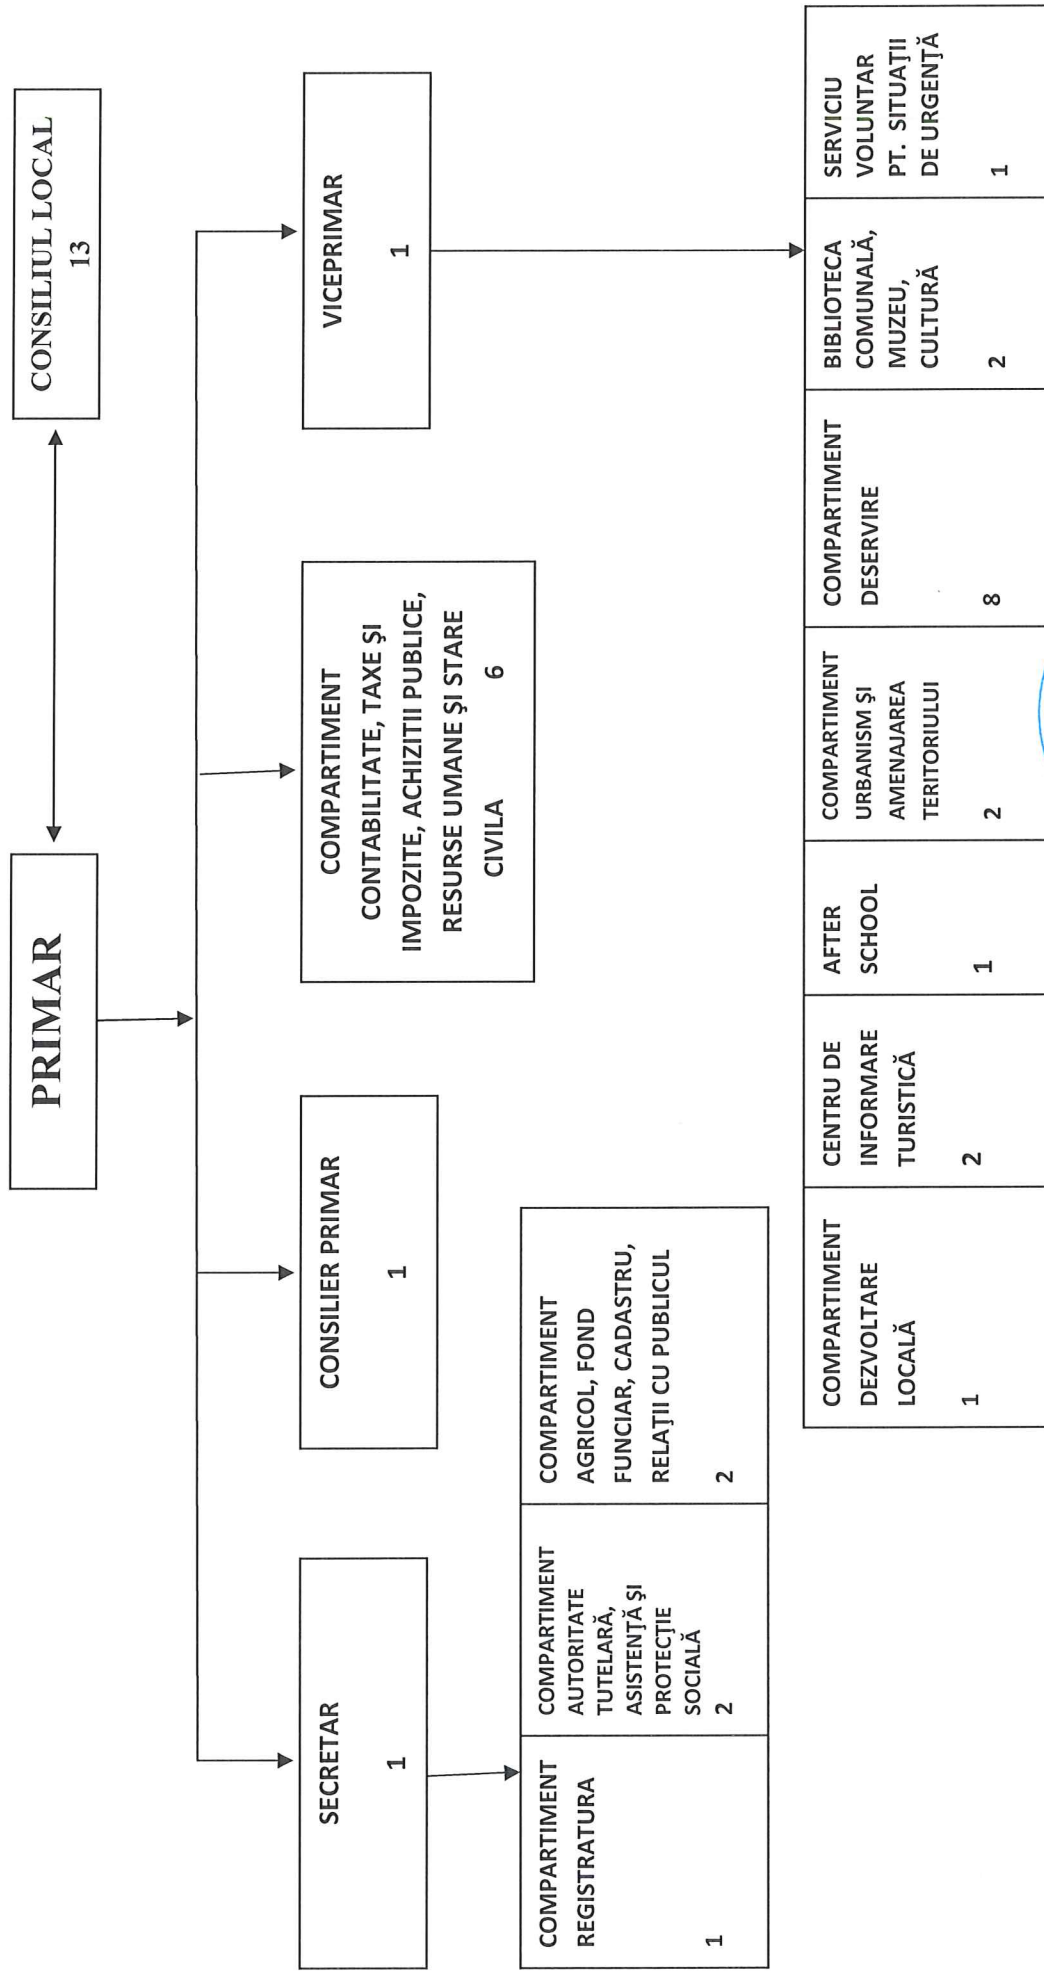 PRIMAR
CONSILIUL LOCAL
13
SECRETAR
1
CONSILIER PRIMAR
1
COMPARTIMENT
CONTABILITATE, TAXE ŞI
IMPOZITE, ACHIZITII PUBLICE,
RESURSE UMANE ŞI STARE
CIVILA 6
VICEPRIMAR
1
COMPARTIMENT
REGISTRATURA
1
COMPARTIMENT
AUTORITATE
TUTELARĂ,
ASISTENŢĂ ŞI
PROTECŢIE
SOCIALĂ
2
COMPARTIMENT
AGRICOL, FOND
FUNCIAR, CADASTRU,
RELAŢII CU PUBLICUL
2
COMPARTIMENT
DEZVOLTARE
LOCALĂ
1
CENTRU DE
INFORMARE
TURISTICĂ
2
AFTER
SCHOOL
1
COMPARTIMENT
URBANISM ŞI
AMENAJAREA
TERITORIULUI
2
COMPARTIMENT
DESERVIRE
8
BIBLIOTECA
COMUNALĂ,
MUZEU,
CULTURĂ
2
SERVICIU
VOLUNTAR
PT. SITUAŢII
DE URGENŢĂ
1